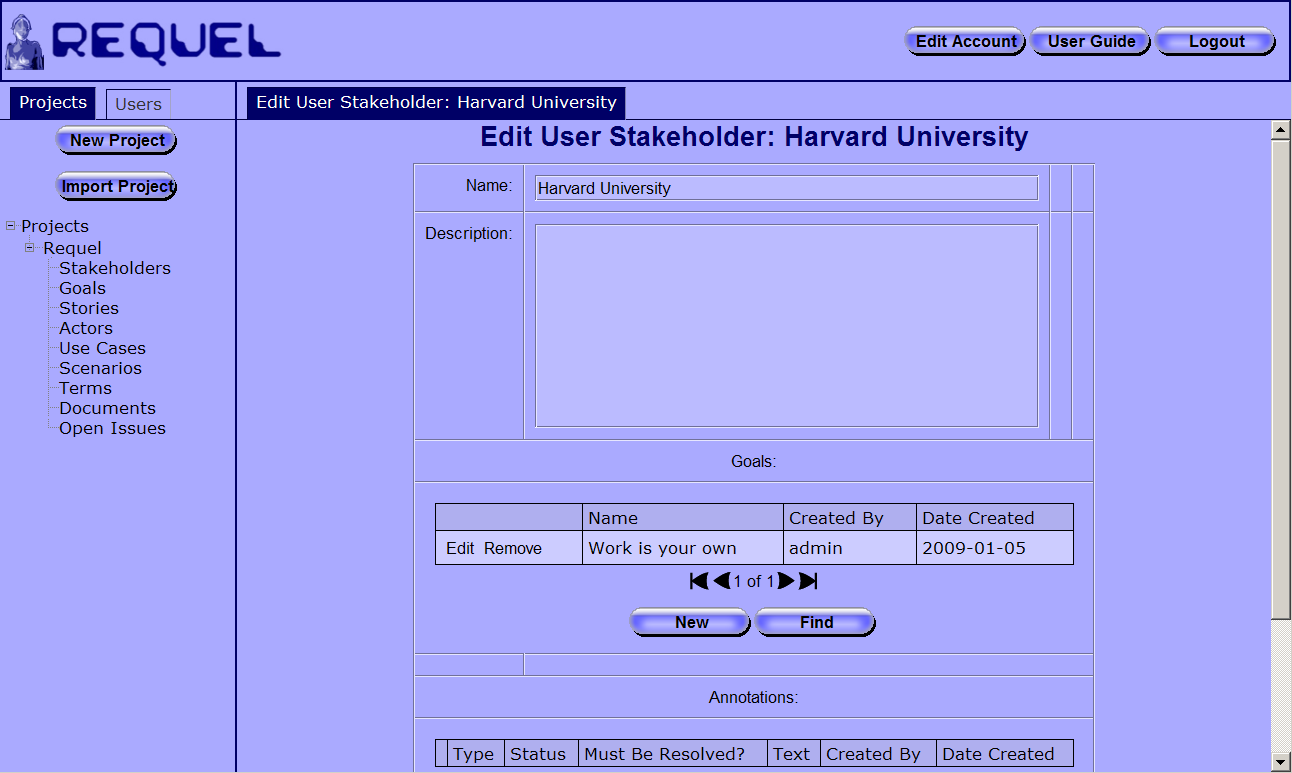 REQUEL
Edit Account User Guide Logout
Projects Users
Edit User Stakeholder: Harvard University
New Project
Import Project
Projects
Requel
Stakeholders
Goals
Stories
Actors
Use Cases
Scenarios
Terms
Documents
Open Issues
Edit User Stakeholder: Harvard University
Name: Harvard University
Description:
Goals:
Name Created By Date Created
Edit Remove Work is your own admin 2009-01-05
1 of 1
New Find
Annotations:
Type Status Must Be Resolved? Text Created By Date Created